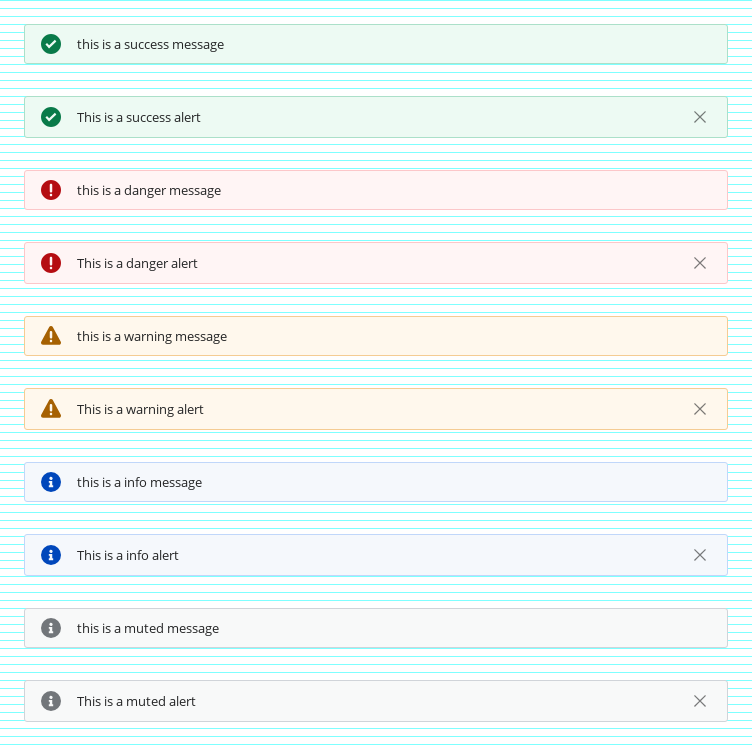 this is a success message
This is a success alert
this is a danger message
This is a danger alert
this is a warning message
This is a warning alert
this is a info message
This is a info alert
this is a muted message
This is a muted alert